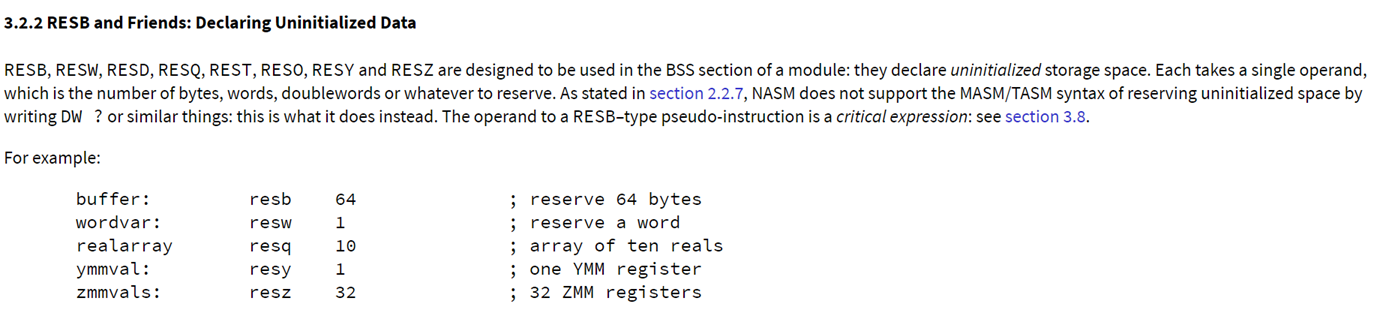 3.2.2 RESB and Friends: Declaring Uninitialized Data
RESB, RESW, RESD, RESQ, REST, RESO, RESY and RESZ are designed to be used in the BSS section of a module: they declare uninitialized storage space. Each takes a single operand,
which is the number of bytes, words, doublewords or whatever to reserve. As stated in section 2.2.7, NASM does not support the MASM/TASM syntax of reserving uninitialized space by
writing DW ? or similar things: this is what it does instead. The operand to a RESB–type pseudo-instruction is a critical expression: see section 3.8.
For example:
buffer: resb 64 ; reserve 64 bytes
wordvar: resw 1 ; reserve a word
realarray resq 10 ; array of ten reals
ymmval: resy 1 ; one YMM register
zmmvals: resz 32 ; 32 ZMM registers